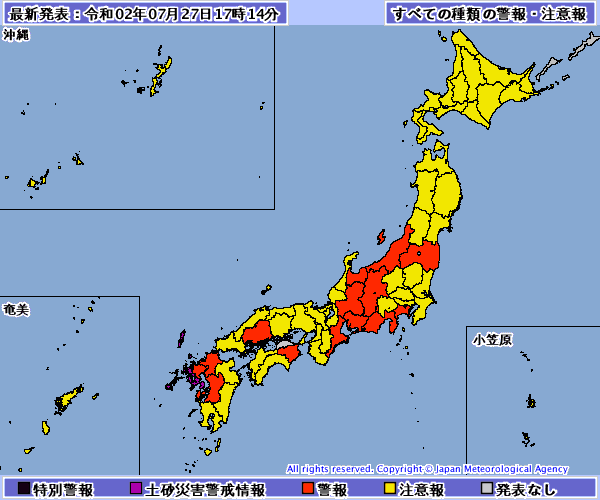 最新発表：令和02年07月27日17時14分
すべての種類の警報・注意報
沖縄
奄美
小笠原
All rights reserved. Copyright © Japan Meteorological Agency
特別警報 土砂災害警戒情報 警報 注意報 発表なし